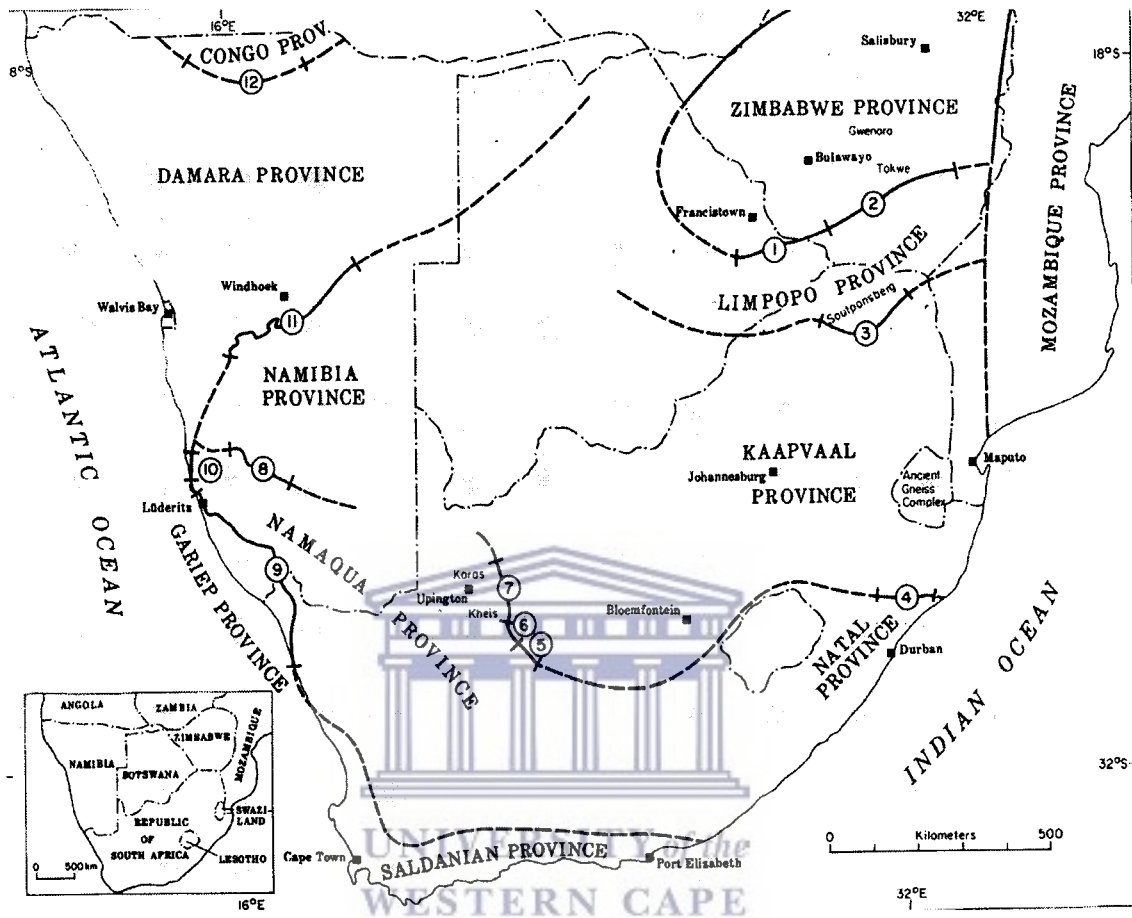 16°E
32°E
8°S
18°S
CONGO PROV
12
Salisbury
ZIMBABWE PROVINCE
Gwenoro
Bulawayo
Tokwe
DAMARA PROVINCE
MOZAMBIQUE PROVINCE
2
Francistown
1
LIMPOPO PROVINCE
Soutpansberg
3
Windhoek
Walvis Bay
11
ATLANTIC OCEAN
NAMIBIA
PROVINCE
10
8
KAAPVAAL
PROVINCE
Johannesburg
Maputo
Ancient
Gneiss
Complex
Lüderitz
NAMAQUA PROVINCE
GARIEP PROVINCE
9
Koras
Upington
7
Kheis
6
5
Bloemfontein
4
NATAL
PROVINCE
Durban
INDIAN OCEAN
ANGOLA
ZAMBIA
ZIMBABWE
MOZAMBIQUE
NAMIBIA
BOTSWANA
REPUBLIC
OF
SOUTH AFRICA
SWAZI-
LAND
LESOTHO
0 500km
16°E
32°S
0 Kilometers 500
32°E
Cape Town
SALDANIAN PROVINCE
Port Elizabeth
UNIVERSITY of the
WESTERN CAPE